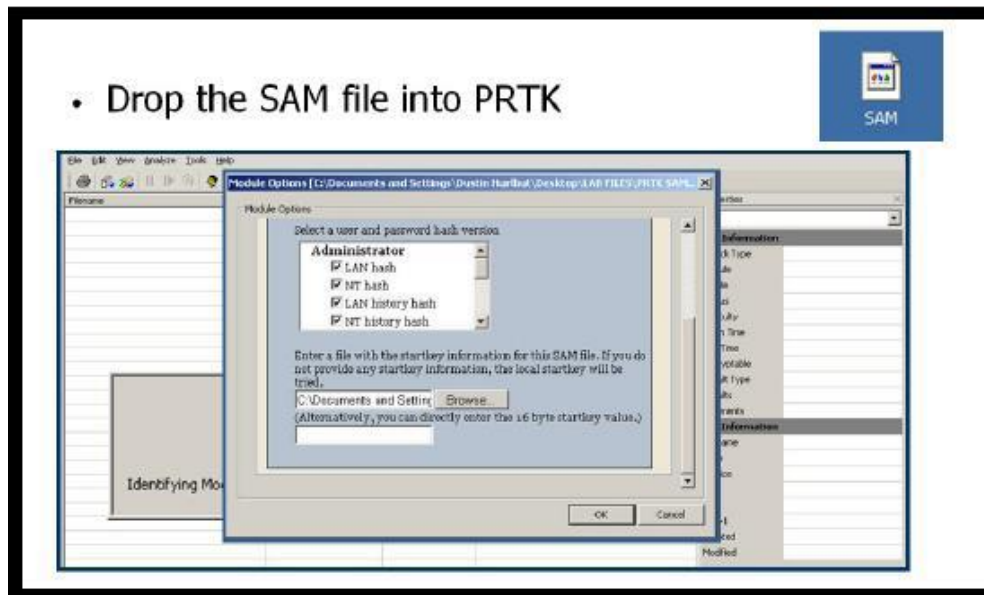 • Drop the SAM file into PRTK
SAM
File Edit View Analyze Tools Help
Module Options [C:\Documents and Settings\Dustin Hurlbut\Desktop\LAB FILES\PRTK SAM...
Filename
Module Options
Select a user and password hash version
Administrator
LAN hash
NT hash
LAN history hash
NT history hash
Enter a file with the startkey information for this SAM file. If you do
not provide any startkey information, the local startkey will be
tried.
C:\Documents and Setting
Browse...
(Alternatively, you can directly enter the 16 byte startkey value.)
Identifying Mo
OK
Cancel
Information
Type
Time
Time
Type
Information
Modified